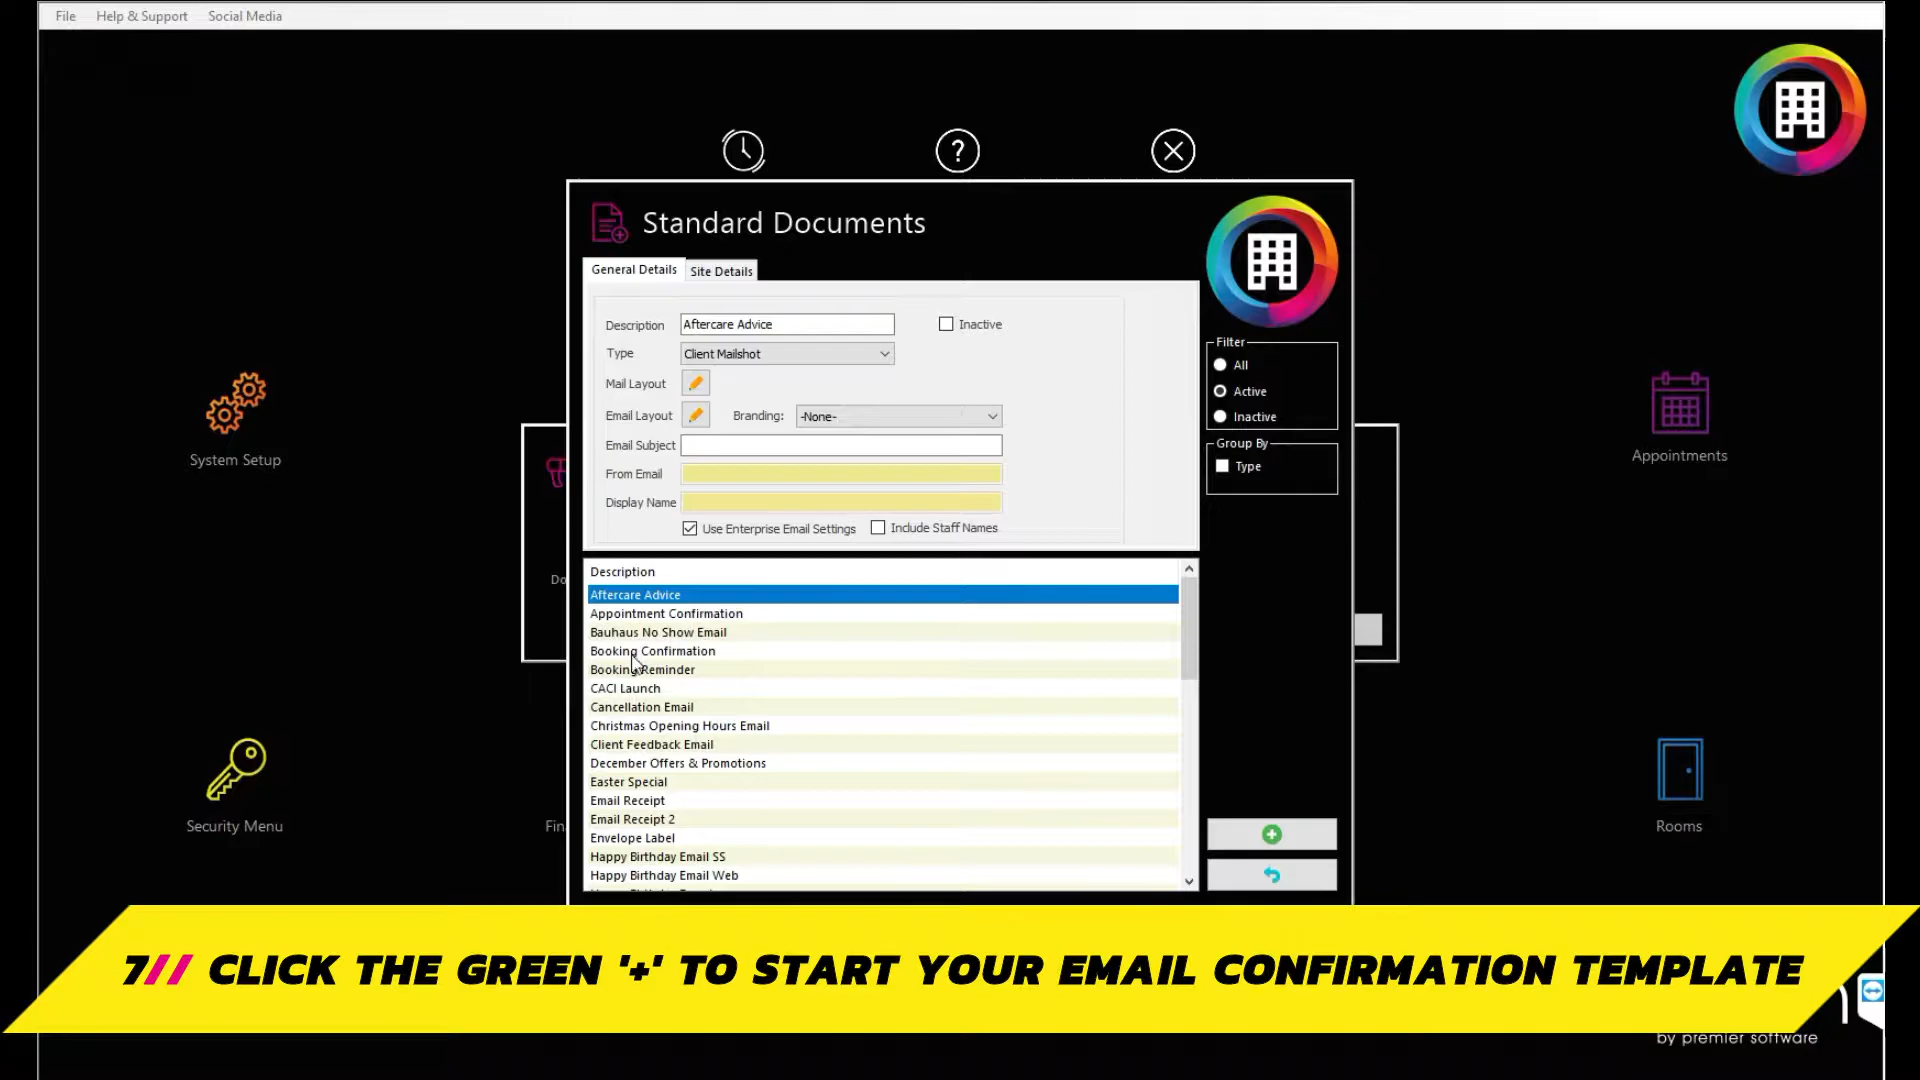 File
Help & Support
Social Media
?
Standard Documents
General Details
Site Details
Description
Aftercare Advice
Inactive
Type
Client Mailshot
Mail Layout
Email Layout
Branding:
-None-
Email Subject
From Email
Display Name
Use Enterprise Email Settings
Include Staff Names
Filter
All
Active
Inactive
Group By
Type
System Setup
Appointments
Security Menu
Rooms
Do
Fin
Description
Aftercare Advice
Appointment Confirmation
Bauhaus No Show Email
Booking Confirmation
Booking Reminder
CACI Launch
Cancellation Email
Christmas Opening Hours Email
Client Feedback Email
December Offers & Promotions
Easter Special
Email Receipt
Email Receipt 2
Envelope Label
Happy Birthday Email SS
Happy Birthday Email Web
7// CLICK THE GREEN '+' TO START YOUR EMAIL CONFIRMATION TEMPLATE
by premier software